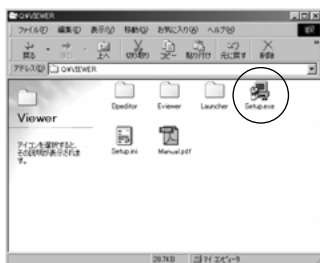 Q:¥VIEWER
ファイル(F) 編集(E) 表示(V) 移動(G) お気に入り(A) ヘルプ(H)
戻る 進む 上へ 切り取り コピー 貼り付け 元に戻す 削除
アドレス(D) Q:¥VIEWER
Viewer
アイコンを選択すると、
その説明が表示されま
す。
Dpeditor Eviewer Launcher Setup.exe
Setup.ini Manual.pdf
28.7KB マイ コンピュータ